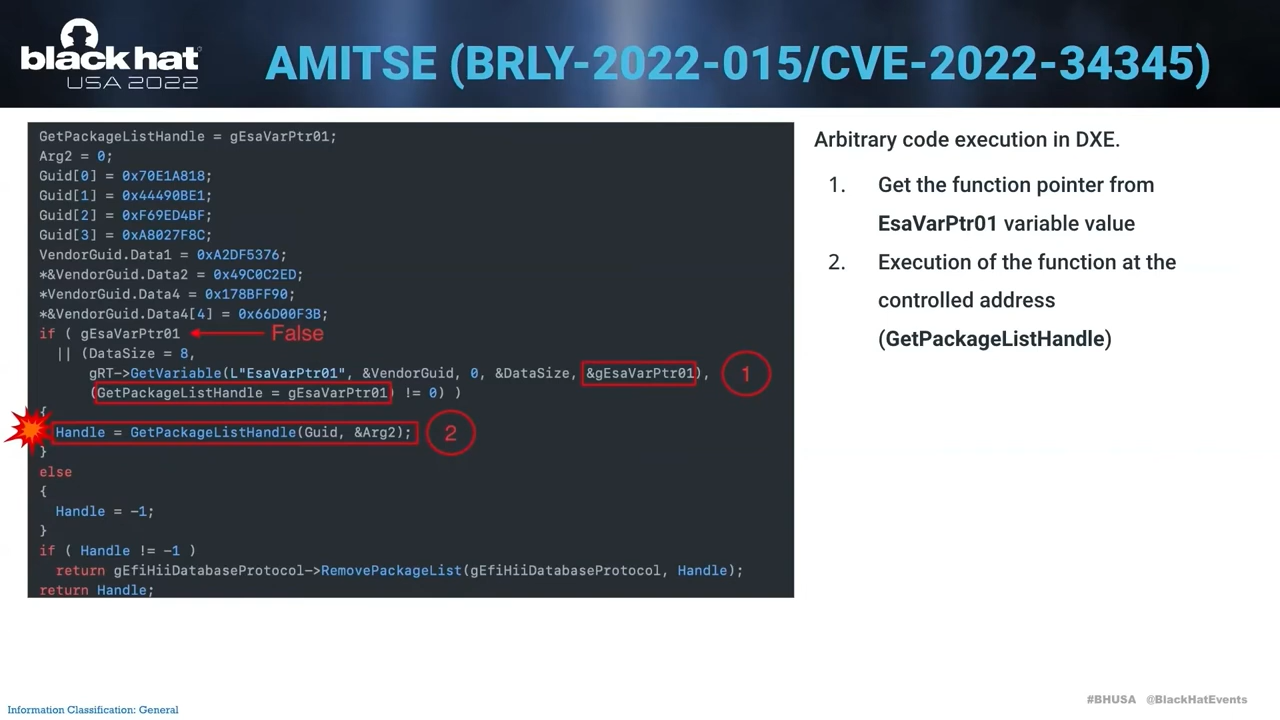 black hat
USA 2022
AMITSE (BRLY-2022-015/CVE-2022-34345)
GetPackageListHandle = gEsaVarPtr01;
Arg2 = 0;
Guid[0] = 0x70E1A818;
Guid[1] = 0x44490BE1;
Guid[2] = 0xF69ED4BF;
Guid[3] = 0xA8027F8C;
VendorGuid.Data1 = 0xA2DF5376;
*&VendorGuid.Data2 = 0x49C0C2ED;
*VendorGuid.Data4 = 0x178BFF90;
*&VendorGuid.Data4[4] = 0x66D00F3B;
if ( gEsaVarPtr01 False
|| (DataSize = 8,
gRT->GetVariable(L"EsaVarPtr01", &VendorGuid, 0, &DataSize, &gEsaVarPtr01), 1
(GetPackageListHandle = gEsaVarPtr01) != 0) )
{
Handle = GetPackageListHandle(Guid, &Arg2); 2
}
else
{
Handle = -1;
}
if ( Handle != -1 )
return gEfiHiiDatabaseProtocol->RemovePackageList(gEfiHiiDatabaseProtocol, Handle);
return Handle;
Arbitrary code execution in DXE.
1. Get the function pointer from
EsaVarPtr01 variable value
2. Execution of the function at the
controlled address
(GetPackageListHandle)
#BHUSA @BlackHatEvents
Information Classification: General